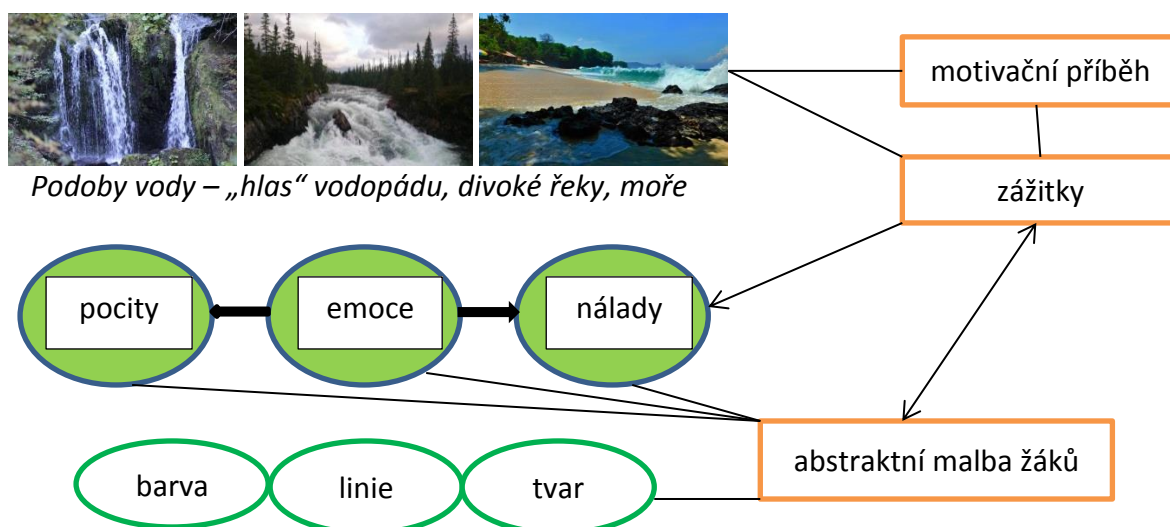 motivační příběh
Podoby vody – „hlas“ vodopádu, divoké řeky, moře
zážitky
pocity
emoce
nálady
abstraktní malba žáků
barva
linie
tvar